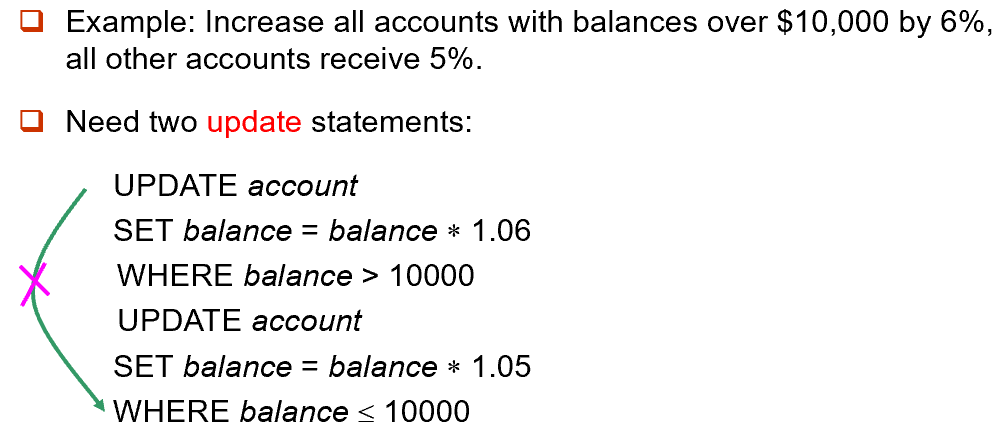 Example: Increase all accounts with balances over $10,000 by 6%,
all other accounts receive 5%.
Need two update statements:
UPDATE account
SET balance = balance ∗ 1.06
WHERE balance > 10000
UPDATE account
SET balance = balance ∗ 1.05
WHERE balance ≤ 10000